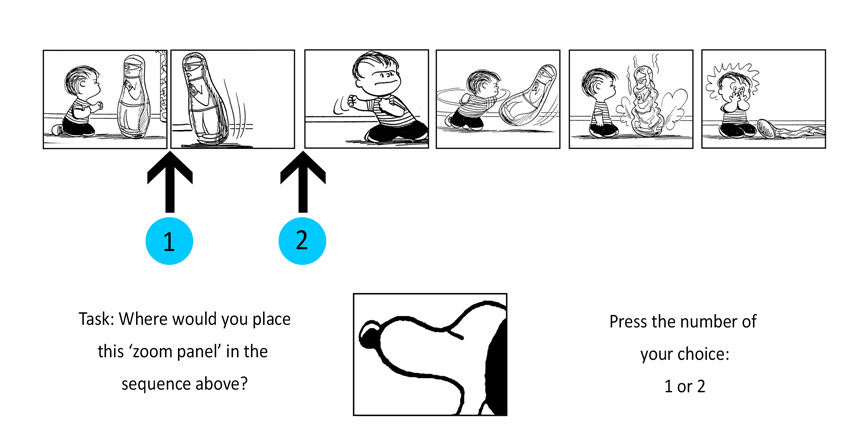 1
2
Task: Where would you place
this ‘zoom panel’ in the
sequence above?
Press the number of
your choice:
1 or 2